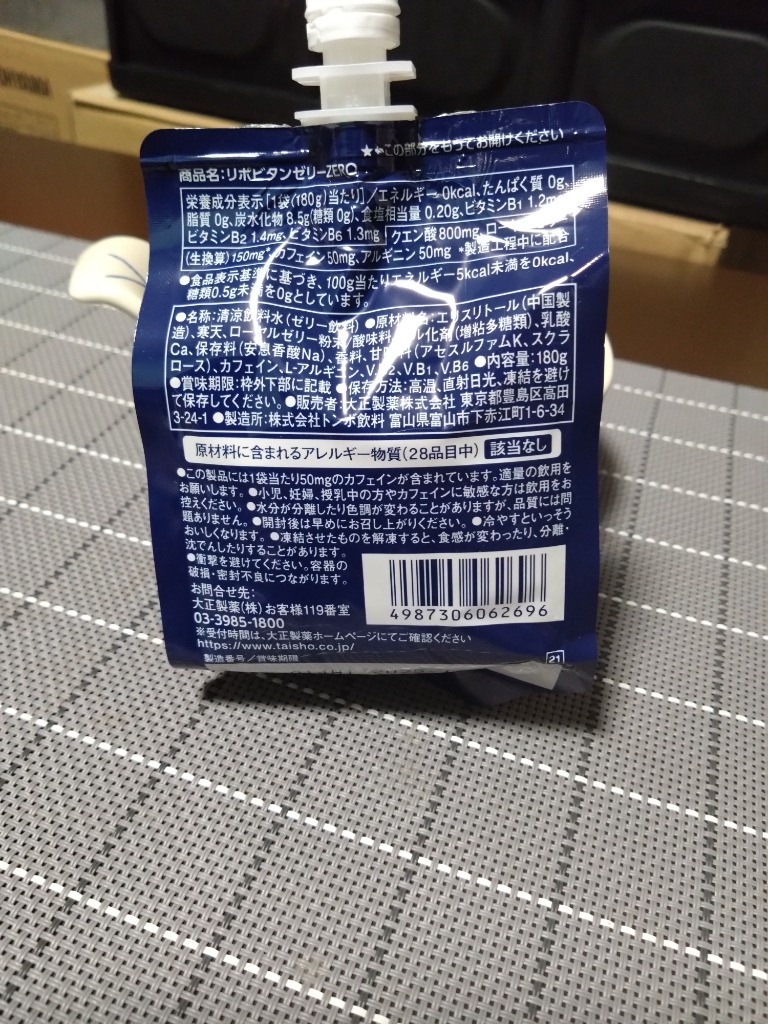 ★この部分をもってお開けください
商品名:リポビタンゼリーZERO
栄養成分表示[1袋(180g)当たり]/エネルギー0kcal、たんぱく質 0g、
脂質 0g、炭水化物 8.5g(糖類 0g)、食塩相当量 0.20g、ビタミンB1 1.2mg、
ビタミンB2 1.4mg、ビタミンB6 1.3mg クエン酸 800mg、ロー
(生換算)150mg*、カフェイン 50mg、アルギニン 50mg *製造工程中に配合
●食品表示基準に基づき、100g当たりエネルギー5kcal未満を0kcal、
糖類0.5g未満を0gとしています。
●名称:清涼飲料水(ゼリー飲料) ●原材料名:エリスリトール(中国製
造)、寒天、ローヤルゼリー粉末/酸味料、ゲル化剤(増粘多糖類)、乳酸
Ca、保存料(安息香酸Na)、香料、甘味料(アセスルファムK、スクラ
ロース)、カフェイン、L-アルギニン、V.B2、V.B1、V.B6 ●内容量:180g
●賞味期限:枠外下部に記載 ●保存方法:高温、直射日光、凍結を避け
て保存してください。●販売者:大正製薬株式会社 東京都豊島区高田
3-24-1 ●製造所:株式会社トンボ飲料 富山県富山市下赤江町1-6-34
原材料に含まれるアレルギー物質(28品目中) 該当なし
●この製品には1袋当たり50mgのカフェインが含まれています。適量の飲用を
お願いします。●小児、妊婦、授乳中の方やカフェインに敏感な方は飲用をお
控えください。●水分が分離したり色調が変わることがありますが、品質には問
題ありません。●開封後は早めにお召し上がりください。●冷やすといっそう
おいしくなります。●凍結させたものを解凍すると、食感が変わったり、分離・
沈でんしたりすることがあります。
●衝撃を避けてください。容器の
破損・密封不良につながります。
お問合せ先:
大正製薬(株)お客様119番室
03-3985-1800
※受付時間は、大正製薬ホームページにてご確認ください
https://www.taisho.co.jp/
製造番号/賞味期限
4987306062696
21